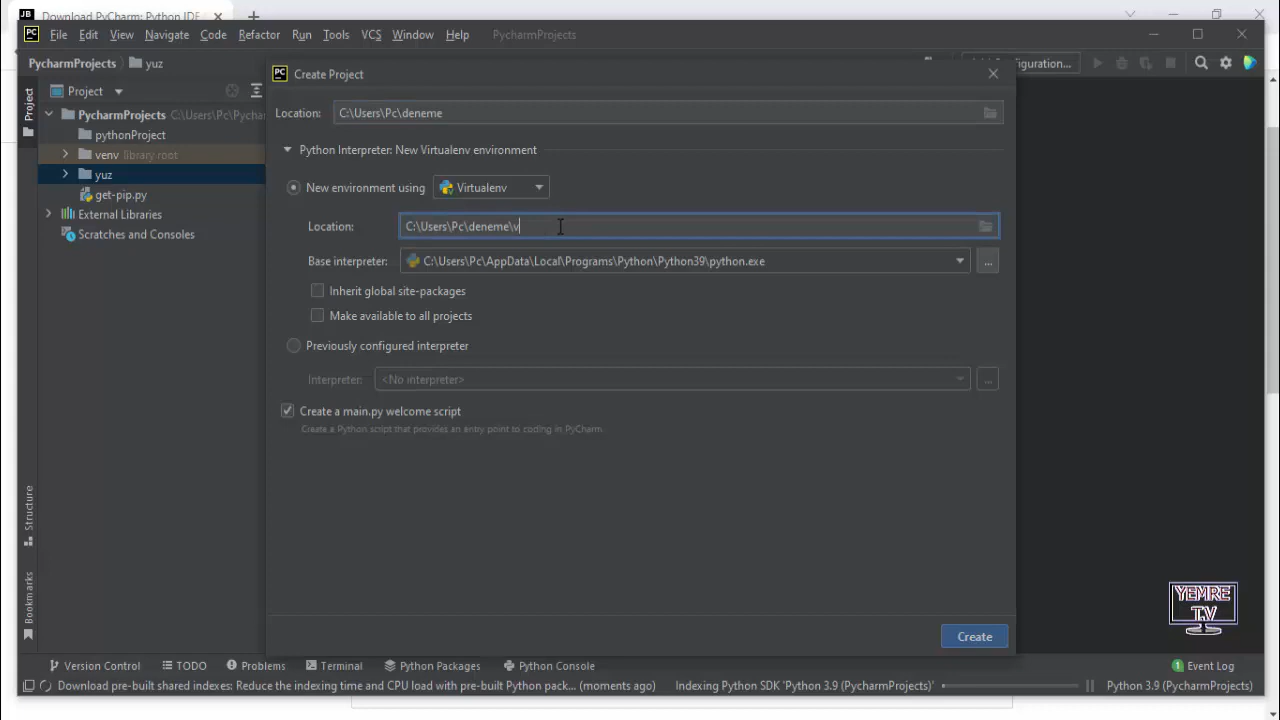 Download PyCharm: Python IDE
File Edit View Navigate Code Refactor Run Tools VCS Window Help PycharmProjects
PycharmProjects yuz
Configuration...
Project
Create Project
Location: C:\Users\Pc\deneme
Python Interpreter: New Virtualenv environment
New environment using Virtualenv
Location: C:\Users\Pc\deneme\v
Base interpreter: C:\Users\Pc\AppData\Local\Programs\Python\Python39\python.exe ...
Inherit global site-packages
Make available to all projects
Previously configured interpreter
Interpreter: <No interpreter> ...
Create a main.py welcome script
Create a Python script that provides an entry point to coding in PyCharm.
Create
Project
PycharmProjects C:\Users\Pc\Pychar
pythonProject
venv library root
yuz
get-pip.py
External Libraries
Scratches and Consoles
Structure
Bookmarks
YEMRE
T.V
Version Control TODO Problems Terminal Python Packages Python Console Event Log
Download pre-built shared indexes: Reduce the indexing time and CPU load with pre-built Python pack... (moments ago) Indexing Python SDK 'Python 3.9 (PycharmProjects)' Python 3.9 (PycharmProjects)